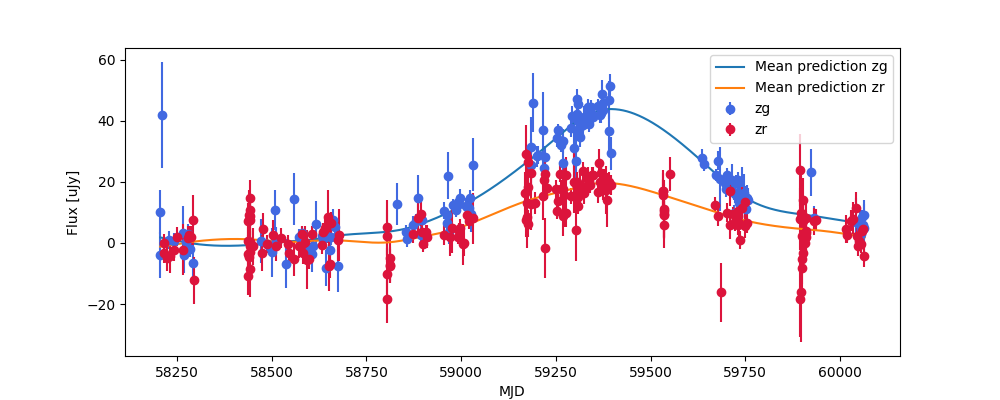 60
40
20
0
−20
Flux [uJy]
Mean prediction zg
Mean prediction zr
zg
zr
58250 58500 58750 59000 59250 59500 59750 60000
MJD